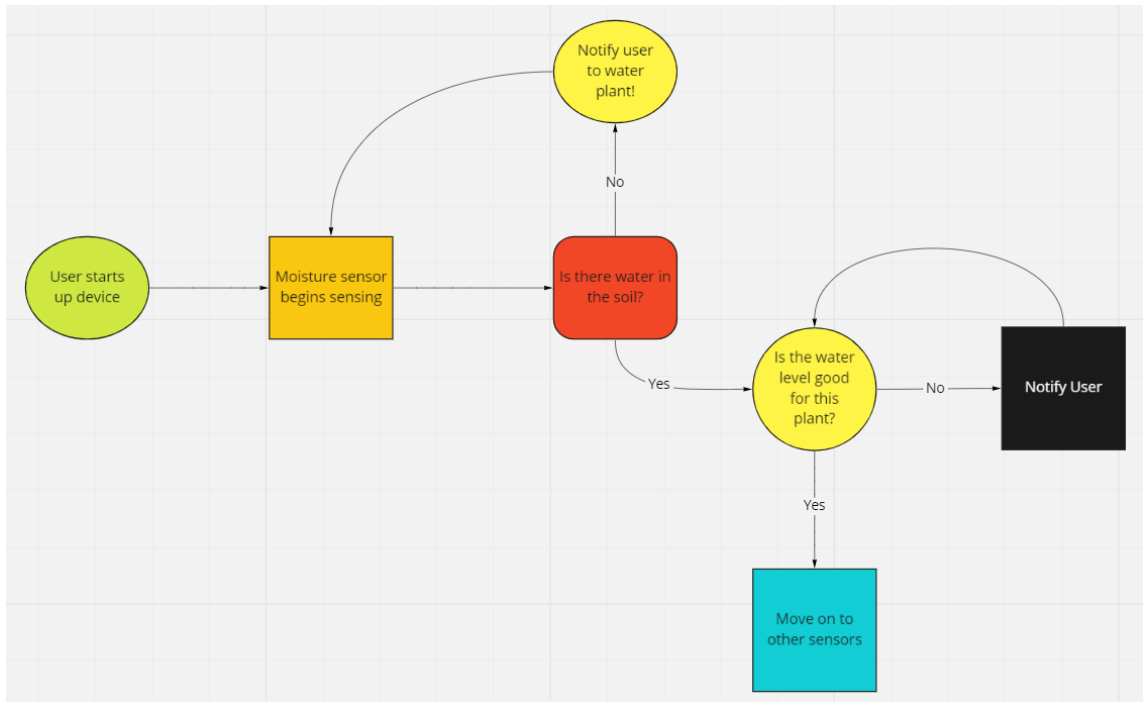 Notify user
to water
plant!
No
User starts
up device
Moisture sensor
begins sensing
Is there water in
the soil?
Yes
Is the water
level good
for this
plant?
No
Notify User
Yes
Move on to
other sensors